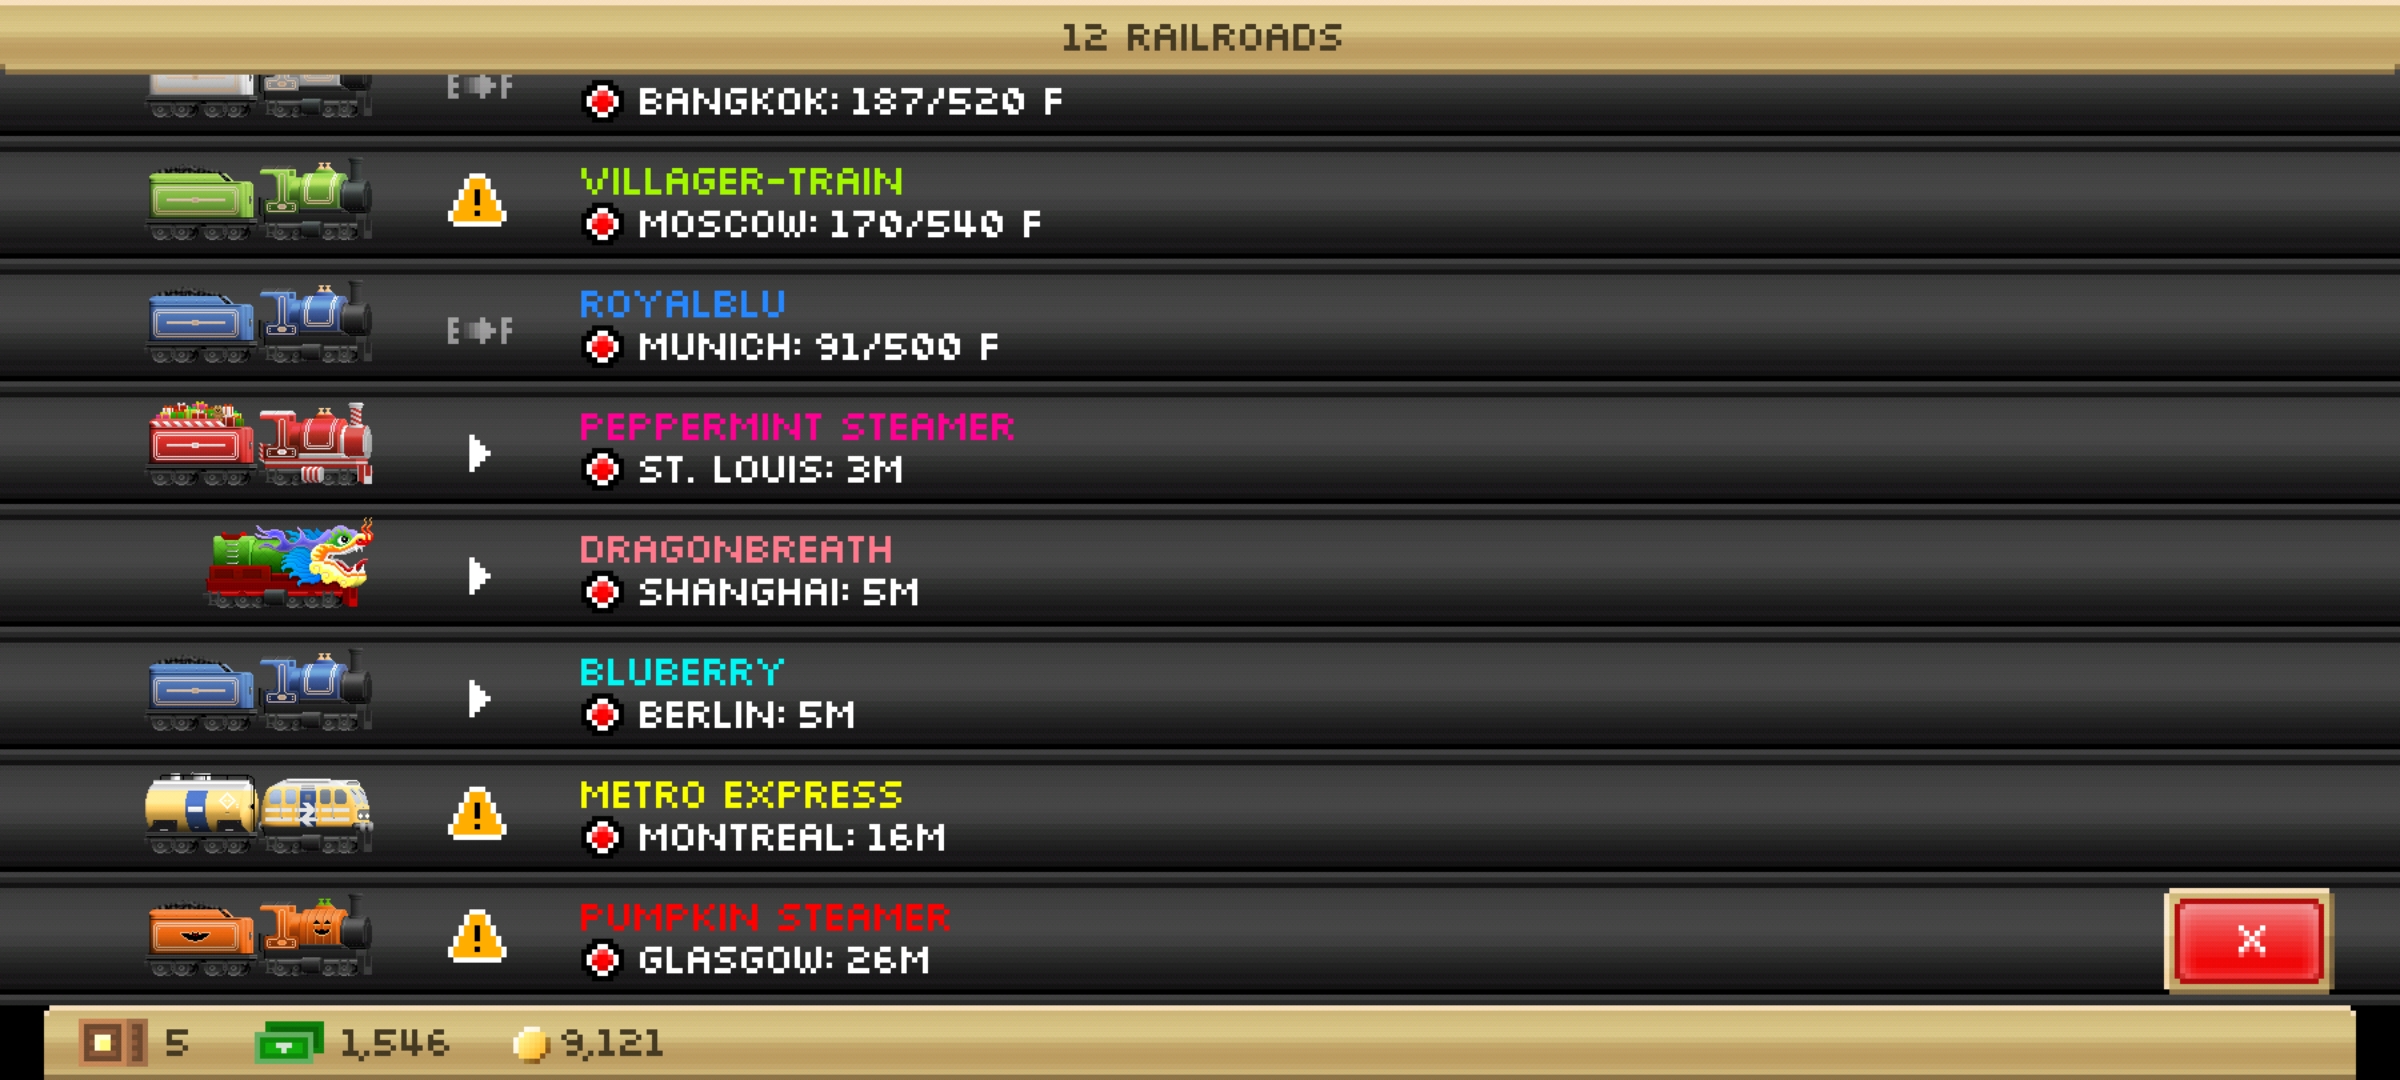 12 RAILROADS
E F
BANGKOK: 187/520 F
VILLAGER-TRAIN
!
MOSCOW: 170/540 F
ROYALBLU
E F
MUNICH: 91/500 F
PEPPERMINT STEAMER
ST. LOUIS: 3M
DRAGONBREATH
SHANGHAI: 5M
BLUBERRY
BERLIN: 5M
METRO EXPRESS
!
MONTREAL: 16M
PUMPKIN STEAMER
!
GLASGOW: 26M
X
5 1,546 9,121